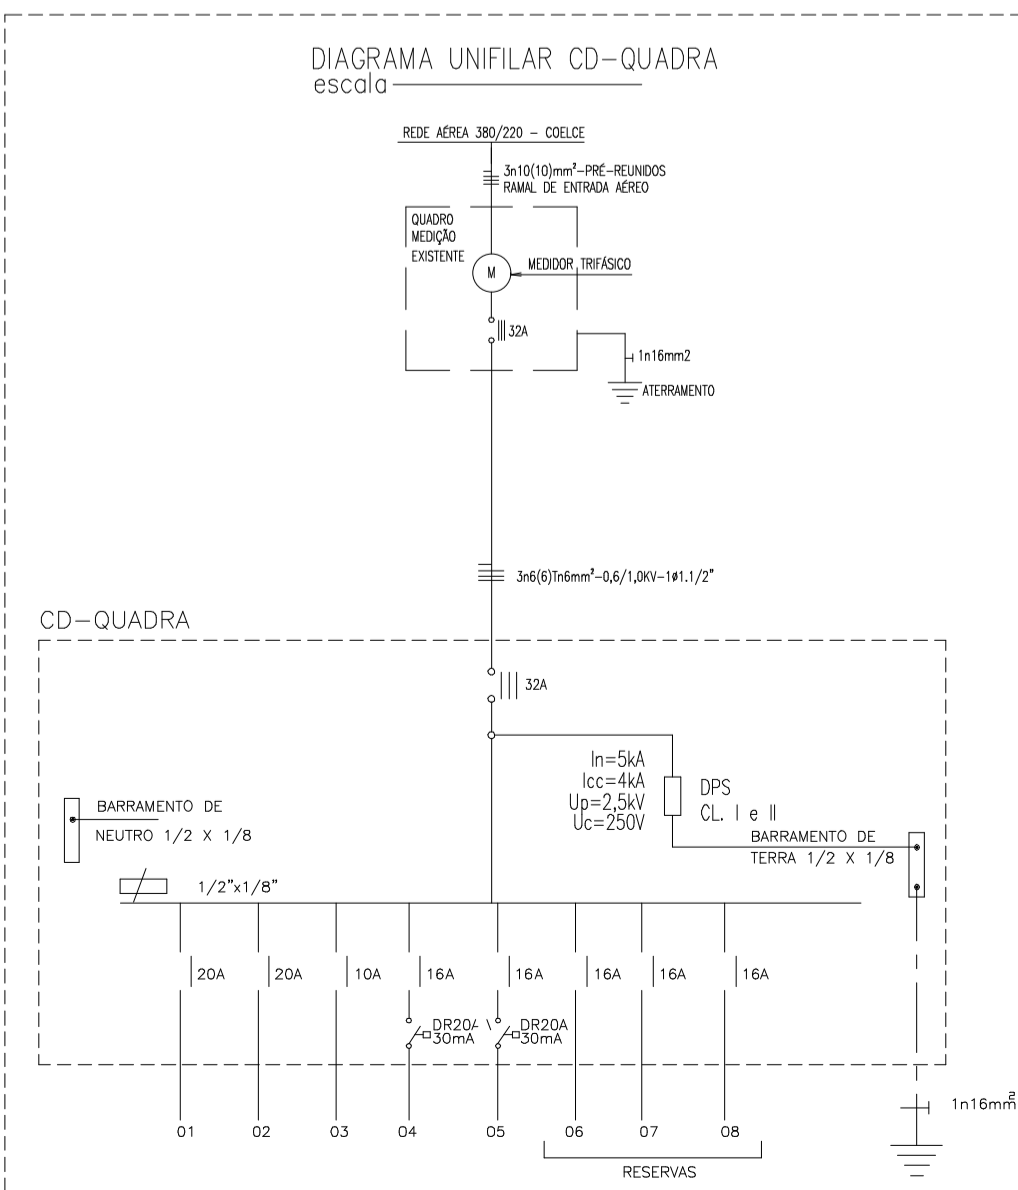 DIAGRAMA UNIFILAR CD-QUADRA
escala
REDE AÉREA 380/220 - COELCE
3n10(10)mm²-PRÉ-REUNIDOS
RAMAL DE ENTRADA AÉREO
QUADRO
MEDIÇÃO
EXISTENTE
M
MEDIDOR TRIFÁSICO
32A
1n16mm2
ATERRAMENTO
3n6(6)Tn6mm²-0,6/1,0KV-1ø1.1/2"
CD-QUADRA
32A
In=5kA
Icc=4kA
Up=2,5kV
Uc=250V
DPS
CL. I e II
BARRAMENTO DE
NEUTRO 1/2 X 1/8
BARRAMENTO DE
TERRA 1/2 X 1/8
1/2"x1/8"
20A
20A
10A
16A
16A
16A
16A
16A
DR20A
30mA
DR20A
30mA
01
02
03
04
05
06
07
08
RESERVAS
1n16mm²